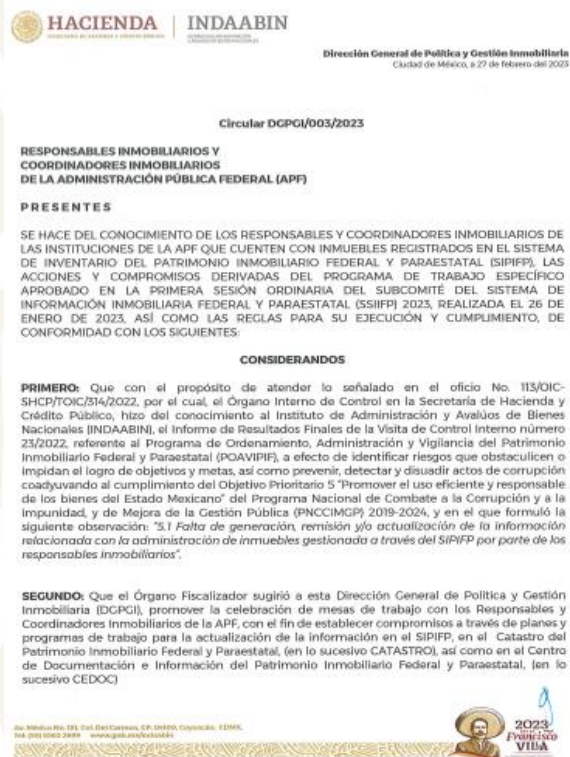 HACIENDA
INDAABIN
Dirección General de Política y Gestión Inmobiliaria
Ciudad de México, a 27 de febrero del 2023
Circular DGPGI/003/2023
RESPONSABLES INMOBILIARIOS Y
COORDINADORES INMOBILIARIOS
DE LA ADMINISTRACIÓN PÚBLICA FEDERAL (APF)
PRESENTES
SE HACE DEL CONOCIMIENTO DE LOS RESPONSABLES Y COORDINADORES INMOBILIARIOS DE
LAS INSTITUCIONES DE LA APF QUE CUENTEN CON INMUEBLES REGISTRADOS EN EL SISTEMA
DE INVENTARIO DEL PATRIMONIO INMOBILIARIO FEDERAL Y PARAESTATAL (SIPIFP), LAS
ACCIONES Y COMPROMISOS DERIVADAS DEL PROGRAMA DE TRABAJO ESPECÍFICO
APROBADO EN LA PRIMERA SESIÓN ORDINARIA DEL SUBCOMITÉ DEL SISTEMA DE
INFORMACIÓN INMOBILIARIA FEDERAL Y PARAESTATAL (SSIIFP) 2023, REALIZADA EL 26 DE
ENERO DE 2023, ASÍ COMO LAS REGLAS PARA SU EJECUCIÓN Y CUMPLIMIENTO, DE
CONFORMIDAD CON LOS SIGUIENTES:
CONSIDERANDOS
PRIMERO: Que con el propósito de atender lo señalado en el oficio No. 113/OIC-
SHCP/TOIC/314/2022, por el cual, el Órgano Interno de Control en la Secretaría de Hacienda y
Crédito Público, hizo del conocimiento al Instituto de Administración y Avalúos de Bienes
Nacionales (INDAABIN), el Informe de Resultados Finales de la Visita de Control Interno número
23/2022, referente al Programa de Ordenamiento, Administración y Vigilancia del Patrimonio
Inmobiliario Federal y Paraestatal (POAVIPIF), a efecto de identificar riesgos que obstaculicen o
impidan el logro de objetivos y metas, así como prevenir, detectar y disuadir actos de corrupción
coadyuvando al cumplimiento del Objetivo Prioritario 5 "Promover el uso eficiente y responsable
de los bienes del Estado Mexicano" del Programa Nacional de Combate a la Corrupción y a la
impunidad, y de Mejora de la Gestión Pública (PNCCIMGP) 2019-2024, y en el que formuló la
siguiente observación: "5.1 Falta de generación, remisión y/o actualización de la información
relacionada con la administración de inmuebles gestionada a través del SIPIFP por parte de los
responsables inmobiliarios".
SEGUNDO: Que el Órgano Fiscalizador sugirió a esta Dirección General de Política y Gestión
Inmobiliaria (DGPGI), promover la celebración de mesas de trabajo con los Responsables y
Coordinadores Inmobiliarios de la APF, con el fin de establecer compromisos a través de planes y
programas de trabajo para la actualización de la información en el SIPIFP, en el Catastro del
Patrimonio Inmobiliario Federal y Paraestatal, (en lo sucesivo CATASTRO), así como en el Centro
de Documentación e Información del Patrimonio Inmobiliario Federal y Paraestatal, (en lo
sucesivo CEDOC)
Av. México No. 151, Col. Del Carmen, CP. 04100, Coyoacán, CDMX.
2023
Francisco
VILLA